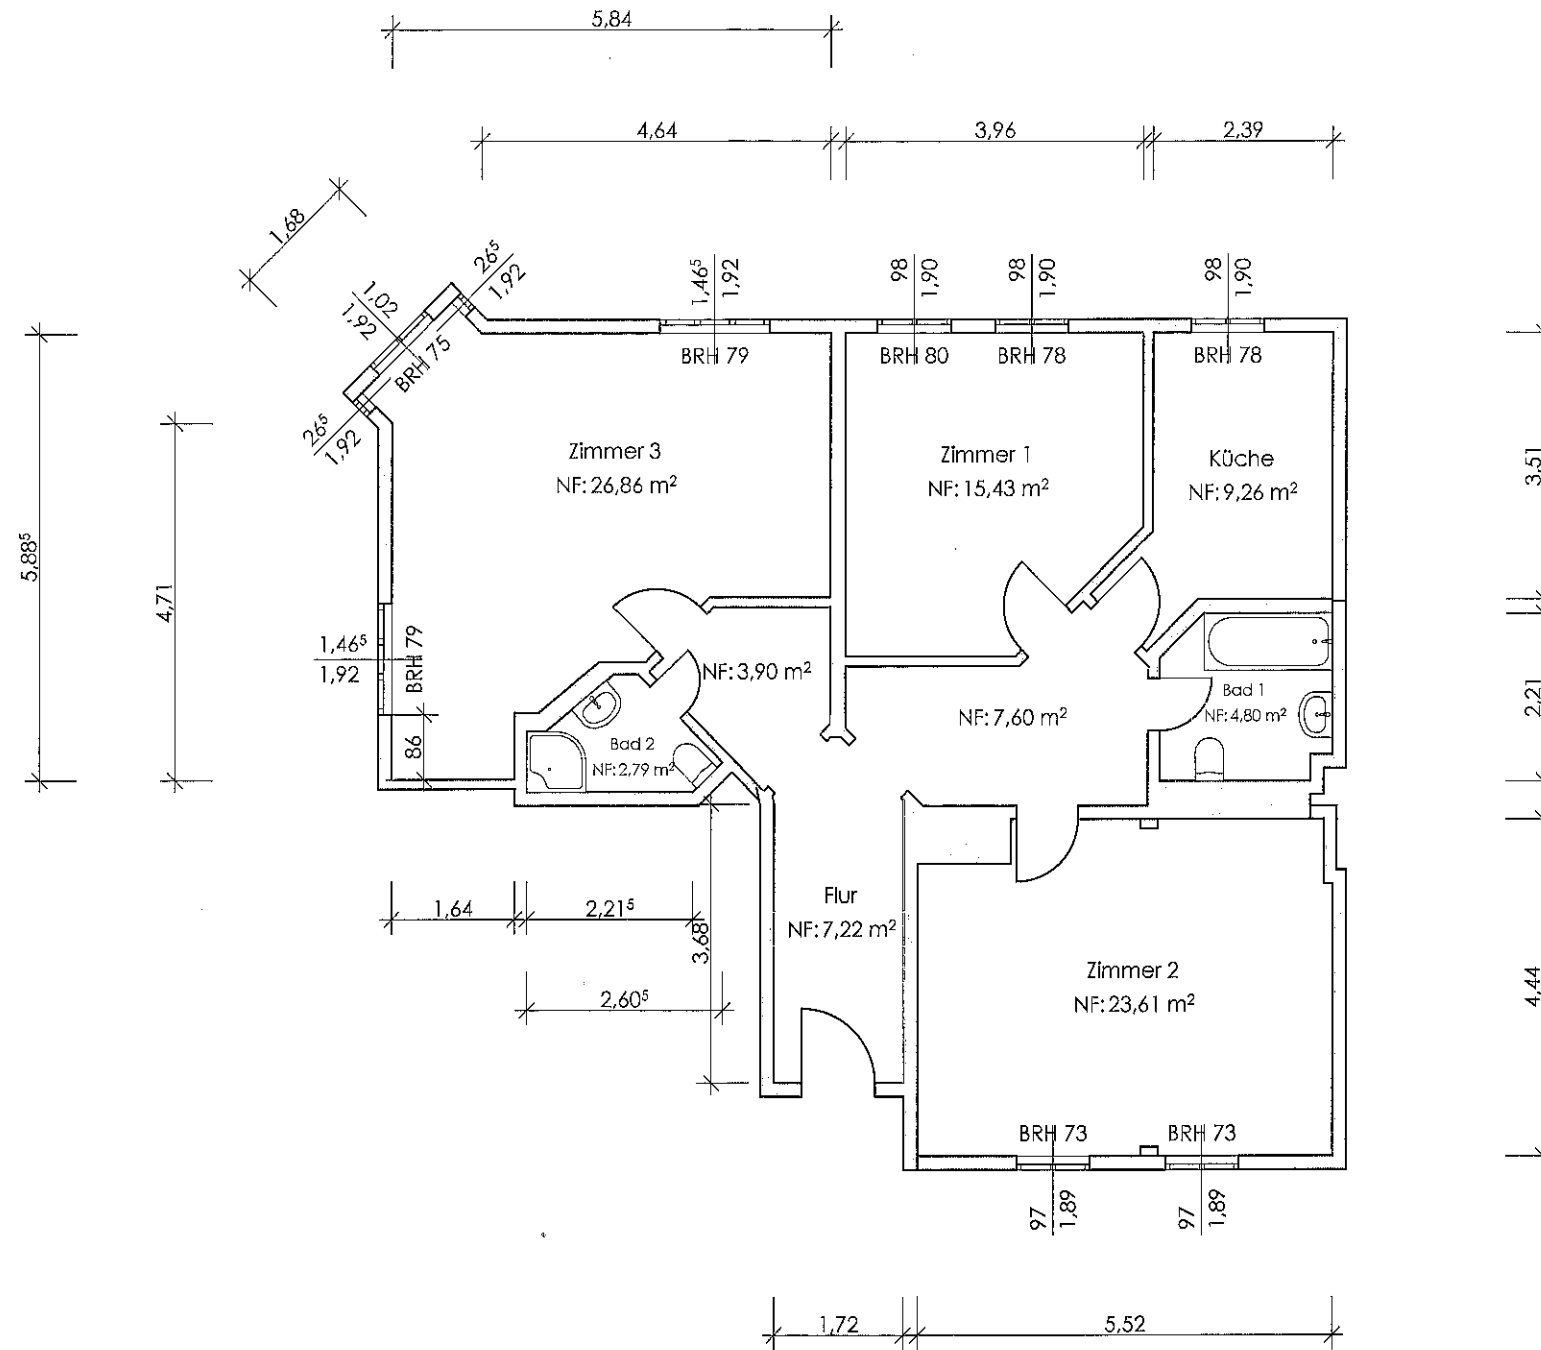 5,84
4,64
3,96
2,39
1,68
26⁵
1,92
1,02
1,92
BRH 75
26⁵
1,92
1,46⁵
1,92
98
1,90
98
1,90
98
1,90
BRH 79
BRH 80
BRH 78
BRH 78
Zimmer 3
NF: 26,86 m²
Zimmer 1
NF: 15,43 m²
Küche
NF: 9,26 m²
3,51
5,88⁵
4,71
1,46⁵
1,92
BRH 79
86
NF: 3,90 m²
NF: 7,60 m²
Bad 1
NF: 4,80 m²
2,21
Bad 2
NF: 2,79 m²
1,64
2,21⁵
3,68
2,60⁵
Flur
NF: 7,22 m²
Zimmer 2
NF: 23,61 m²
4,44
BRH 73
BRH 73
97
1,89
97
1,89
1,72
5,52